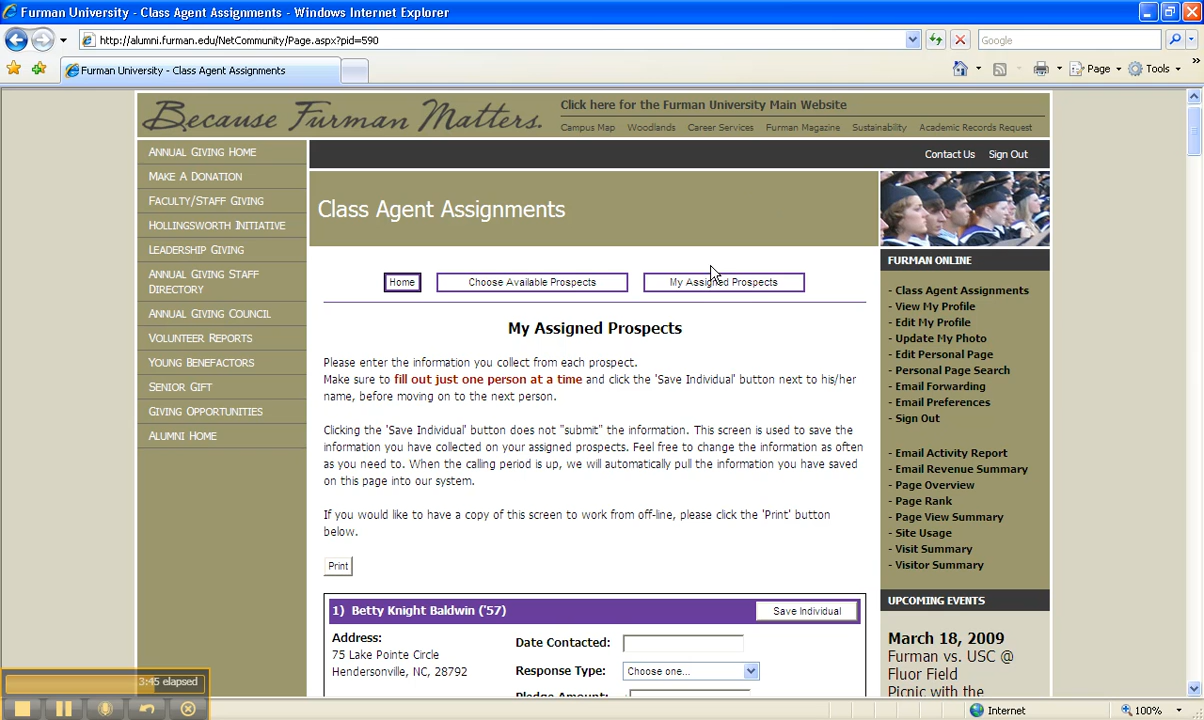 Furman University - Class Agent Assignments - Windows Internet Explorer
http://alumni.furman.edu/NetCommunity/Page.aspx?pid=590
Google
Furman University - Class Agent Assignments
Page
Tools
Because Furman Matters.
Click here for the Furman University Main Website
Campus Map Woodlands Career Services Furman Magazine Sustainability Academic Records Request
Contact Us Sign Out
ANNUAL GIVING HOME
MAKE A DONATION
FACULTY/STAFF GIVING
HOLLINGSWORTH INITIATIVE
LEADERSHIP GIVING
ANNUAL GIVING STAFF
DIRECTORY
ANNUAL GIVING COUNCIL
VOLUNTEER REPORTS
YOUNG BENEFACTORS
SENIOR GIFT
GIVING OPPORTUNITIES
ALUMNI HOME
Class Agent Assignments
Home Choose Available Prospects My Assigned Prospects
My Assigned Prospects
Please enter the information you collect from each prospect.
Make sure to fill out just one person at a time and click the 'Save Individual' button next to his/her
name, before moving on to the next person.
Clicking the 'Save Individual' button does not "submit" the information. This screen is used to save the
information you have collected on your assigned prospects. Feel free to change the information as often
as you need to. When the calling period is up, we will automatically pull the information you have saved
on this page into our system.
If you would like to have a copy of this screen to work from off-line, please click the 'Print' button
below.
Print
1) Betty Knight Baldwin ('57)
Save Individual
Address:
75 Lake Pointe Circle
Hendersonville, NC, 28792
Date Contacted:
Response Type: Choose one...
Pledge Amount:
FURMAN ONLINE
- Class Agent Assignments
- View My Profile
- Edit My Profile
- Update My Photo
- Edit Personal Page
- Personal Page Search
- Email Forwarding
- Email Preferences
- Sign Out
- Email Activity Report
- Email Revenue Summary
- Page Overview
- Page Rank
- Page View Summary
- Site Usage
- Visit Summary
- Visitor Summary
UPCOMING EVENTS
March 18, 2009
Furman vs. USC @
Fluor Field
Picnic with the
3:45 elapsed
Internet
100%